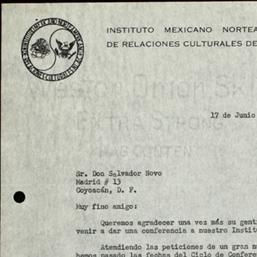 INSTITUTO MEXICANO NORTEA
DE RELACIONES CULTURALES DE
17 de Junio
Sr. Don Salvador Novo
Madrid # 13
Coyoacán, D. F.
Muy fino amigo:
Queremos agradecer una vez más su gent
venir a dar una conferencia a nuestro Institu
Atendiendo las peticiones de un gran nú
hemos pasado las fechas del Ciclo de Confere